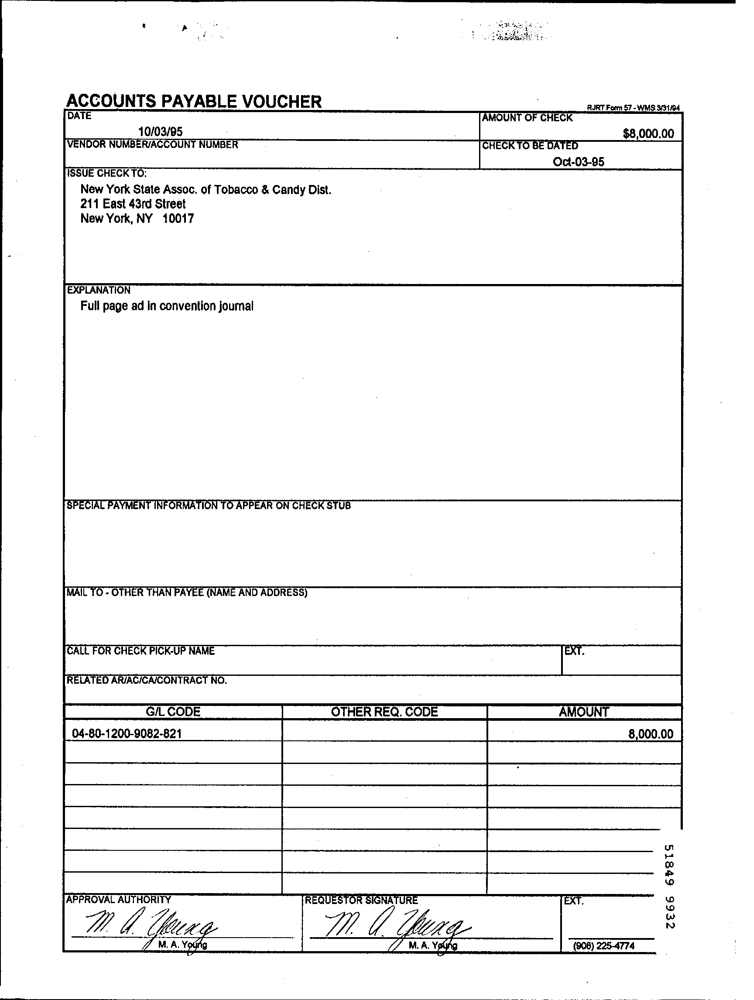 ACCOUNTS PAYABLE VOUCHER
RJRT Form 57 - WMS 3/31/94
DATE
10/03/95
AMOUNT OF CHECK
$8,000.00
VENDOR NUMBER/ACCOUNT NUMBER
CHECK TO BE DATED
Oct-03-95
ISSUE CHECK TO:
New York State Assoc. of Tobacco & Candy Dist.
211 East 43rd Street
New York, NY 10017
EXPLANATION
Full page ad in convention journal
SPECIAL PAYMENT INFORMATION TO APPEAR ON CHECK STUB
MAIL TO - OTHER THAN PAYEE (NAME AND ADDRESS)
CALL FOR CHECK PICK-UP NAME
EXT.
RELATED AR/AC/CA/CONTRACT NO.
G/L CODE OTHER REQ. CODE AMOUNT
04-80-1200-9082-821 8,000.00
APPROVAL AUTHORITY
M. A. Young
M. A. Young
REQUESTOR SIGNATURE
M. A. Young
M. A. Young
EXT.
(908) 225-4774
51849 9932